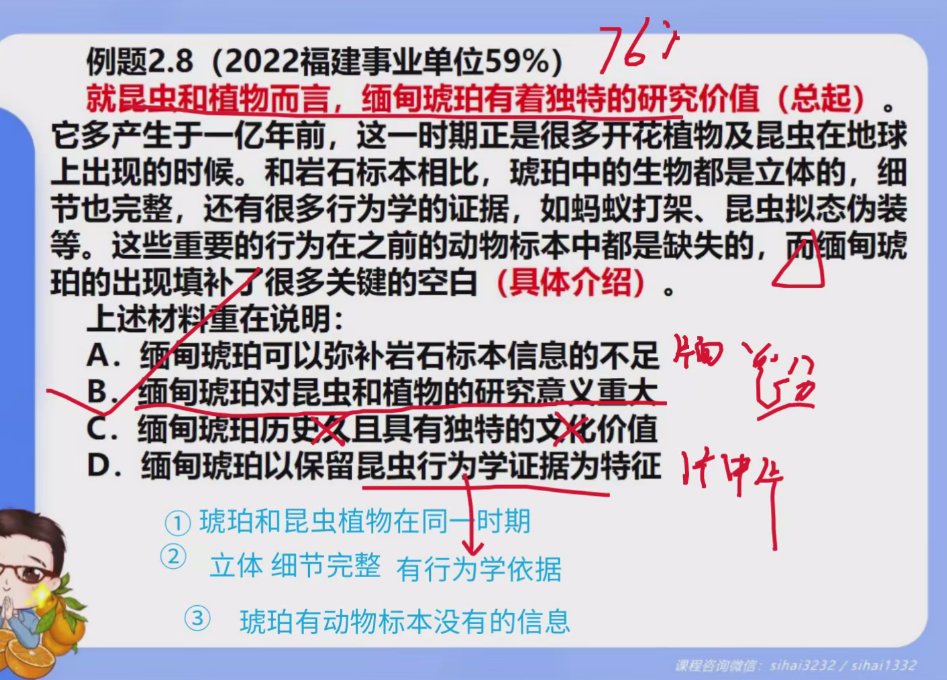 例题2.8（2022福建事业单位59%） 76%
就昆虫和植物而言，缅甸琥珀有着独特的研究价值（总起）。
它多产生于一亿年前，这一时期正是很多开花植物及昆虫在地球
上出现的时候。和岩石标本相比，琥珀中的生物都是立体的，细
节也完整，还有很多行为学的证据，如蚂蚁打架、昆虫拟态伪装
等。这些重要的行为在之前的动物标本中都是缺失的，而缅甸琥
珀的出现填补了很多关键的空白（具体介绍）。
上述材料重在说明：
A．缅甸琥珀可以弥补岩石标本信息的不足 片面
B．缅甸琥珀对昆虫和植物的研究意义重大
C．缅甸琥珀历史久且具有独特的文化价值
D．缅甸琥珀以保留昆虫行为学证据为特征
① 琥珀和昆虫植物在同一时期
② 立体 细节完整 有行为学依据
③ 琥珀有动物标本没有的信息
课程咨询微信：sihai3232 / sihai1332